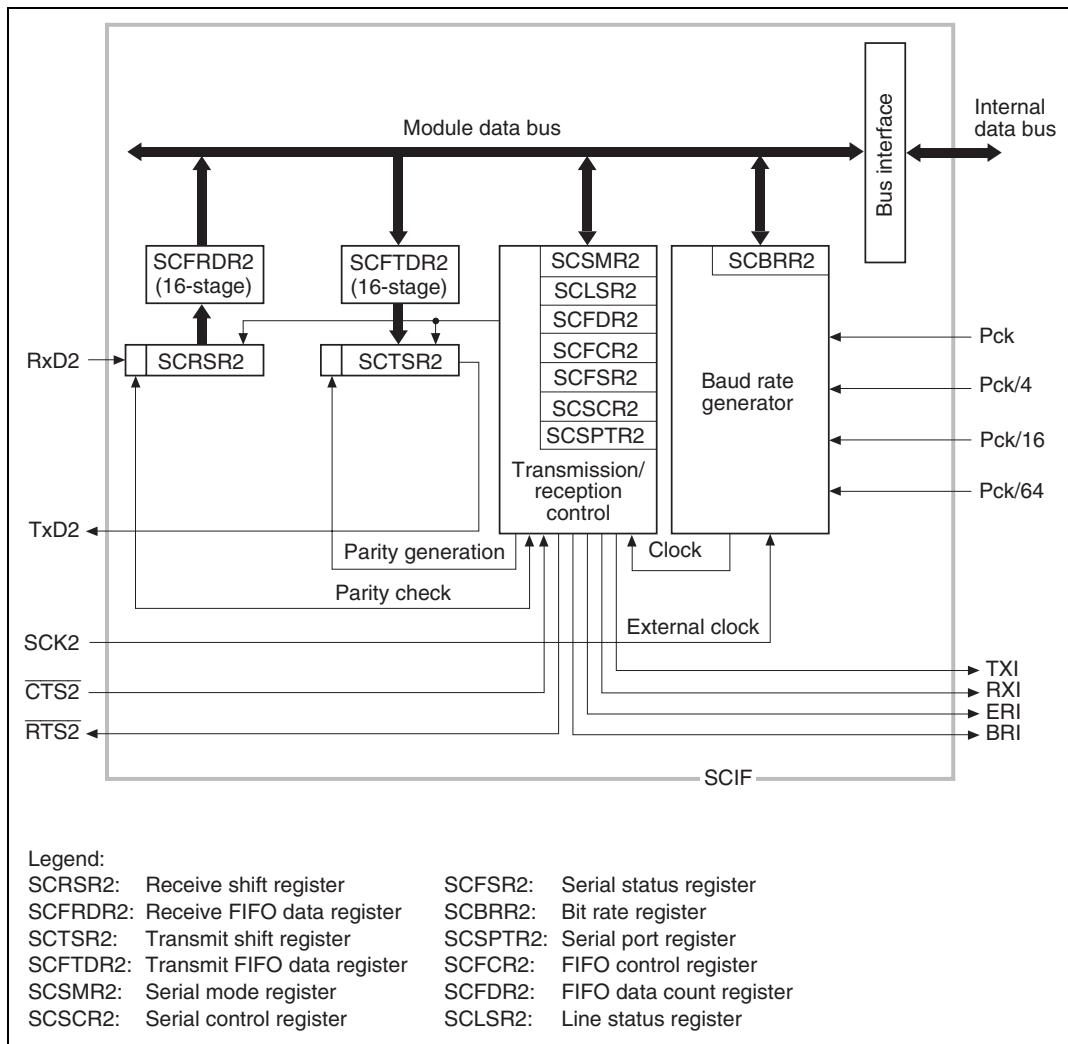 Module data bus
Bus interface
Internal
data bus
SCFRDR2
(16-stage)
SCFTDR2
(16-stage)
SCSMR2
SCLSR2
SCFDR2
SCFCR2
SCFSR2
SCSCR2
SCSPTR2
Transmission/
reception
control
SCBRR2
Baud rate
generator
Pck
Pck/4
Pck/16
Pck/64
RxD2
SCRSR2
SCTSR2
TxD2
Parity generation
Parity check
Clock
SCK2
External clock
CTS2
RTS2
TXI
RXI
ERI
BRI
SCIF
Legend:
SCRSR2: Receive shift register
SCFRDR2: Receive FIFO data register
SCTSR2: Transmit shift register
SCFTDR2: Transmit FIFO data register
SCSMR2: Serial mode register
SCSCR2: Serial control register
SCFSR2: Serial status register
SCBRR2: Bit rate register
SCSPTR2: Serial port register
SCFCR2: FIFO control register
SCFDR2: FIFO data count register
SCLSR2: Line status register